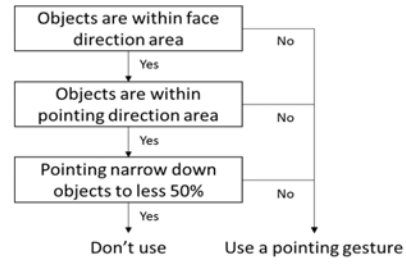 Objects are within face
direction area
No
Yes
Objects are within
pointing direction area
No
Yes
Pointing narrow down
objects to less 50%
No
Yes
Don't use
Use a pointing gesture